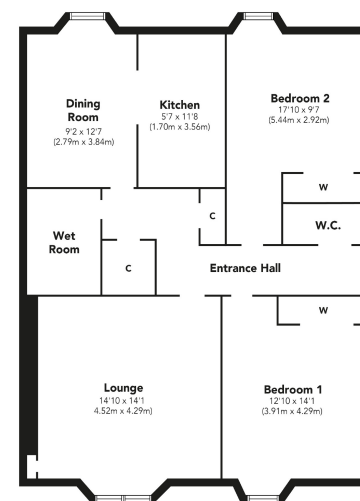 Dining
Room
9'2 x 12'7
(2.79m x 3.84m)
Kitchen
5'7 x 11'8
(1.70m x 3.56m)
Bedroom 2
17'10 x 9'7
(5.44m x 2.92m)
W
C
W.C.
Wet
Room
C
Entrance Hall
W
Lounge
14'10 x 14'1
4.52m x 4.29m)
Bedroom 1
12'10 x 14'1
(3.91m x 4.29m)